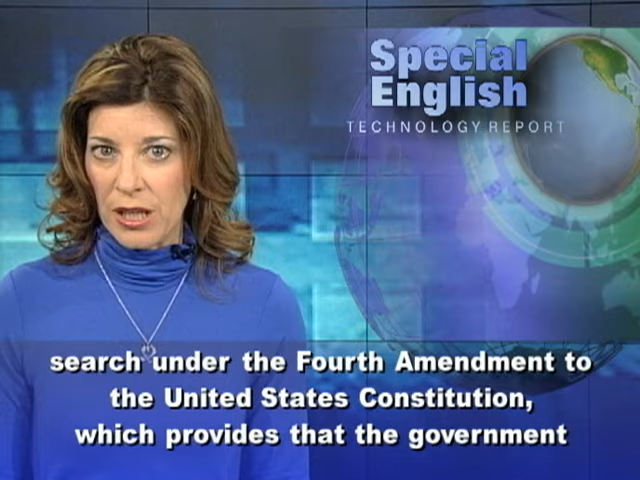 Special
English
TECHNOLOGY REPORT
search under the Fourth Amendment to
the United States Constitution,
which provides that the government